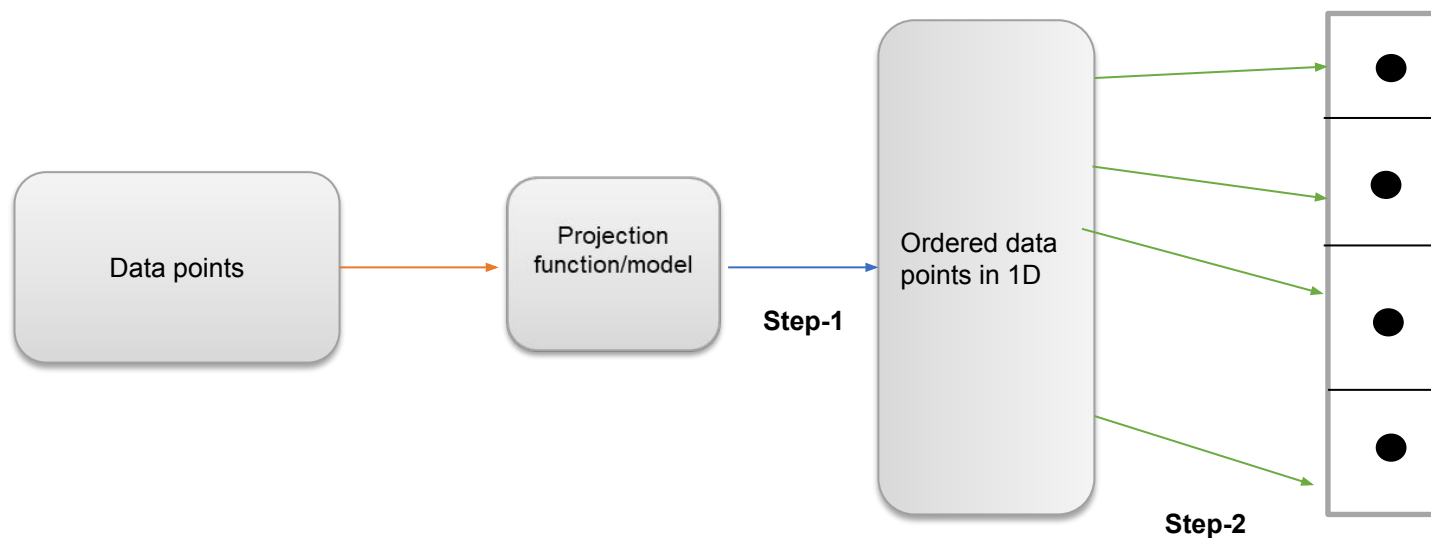 Data points
Projection
function/model
Step-1
Ordered data
points in 1D
Step-2